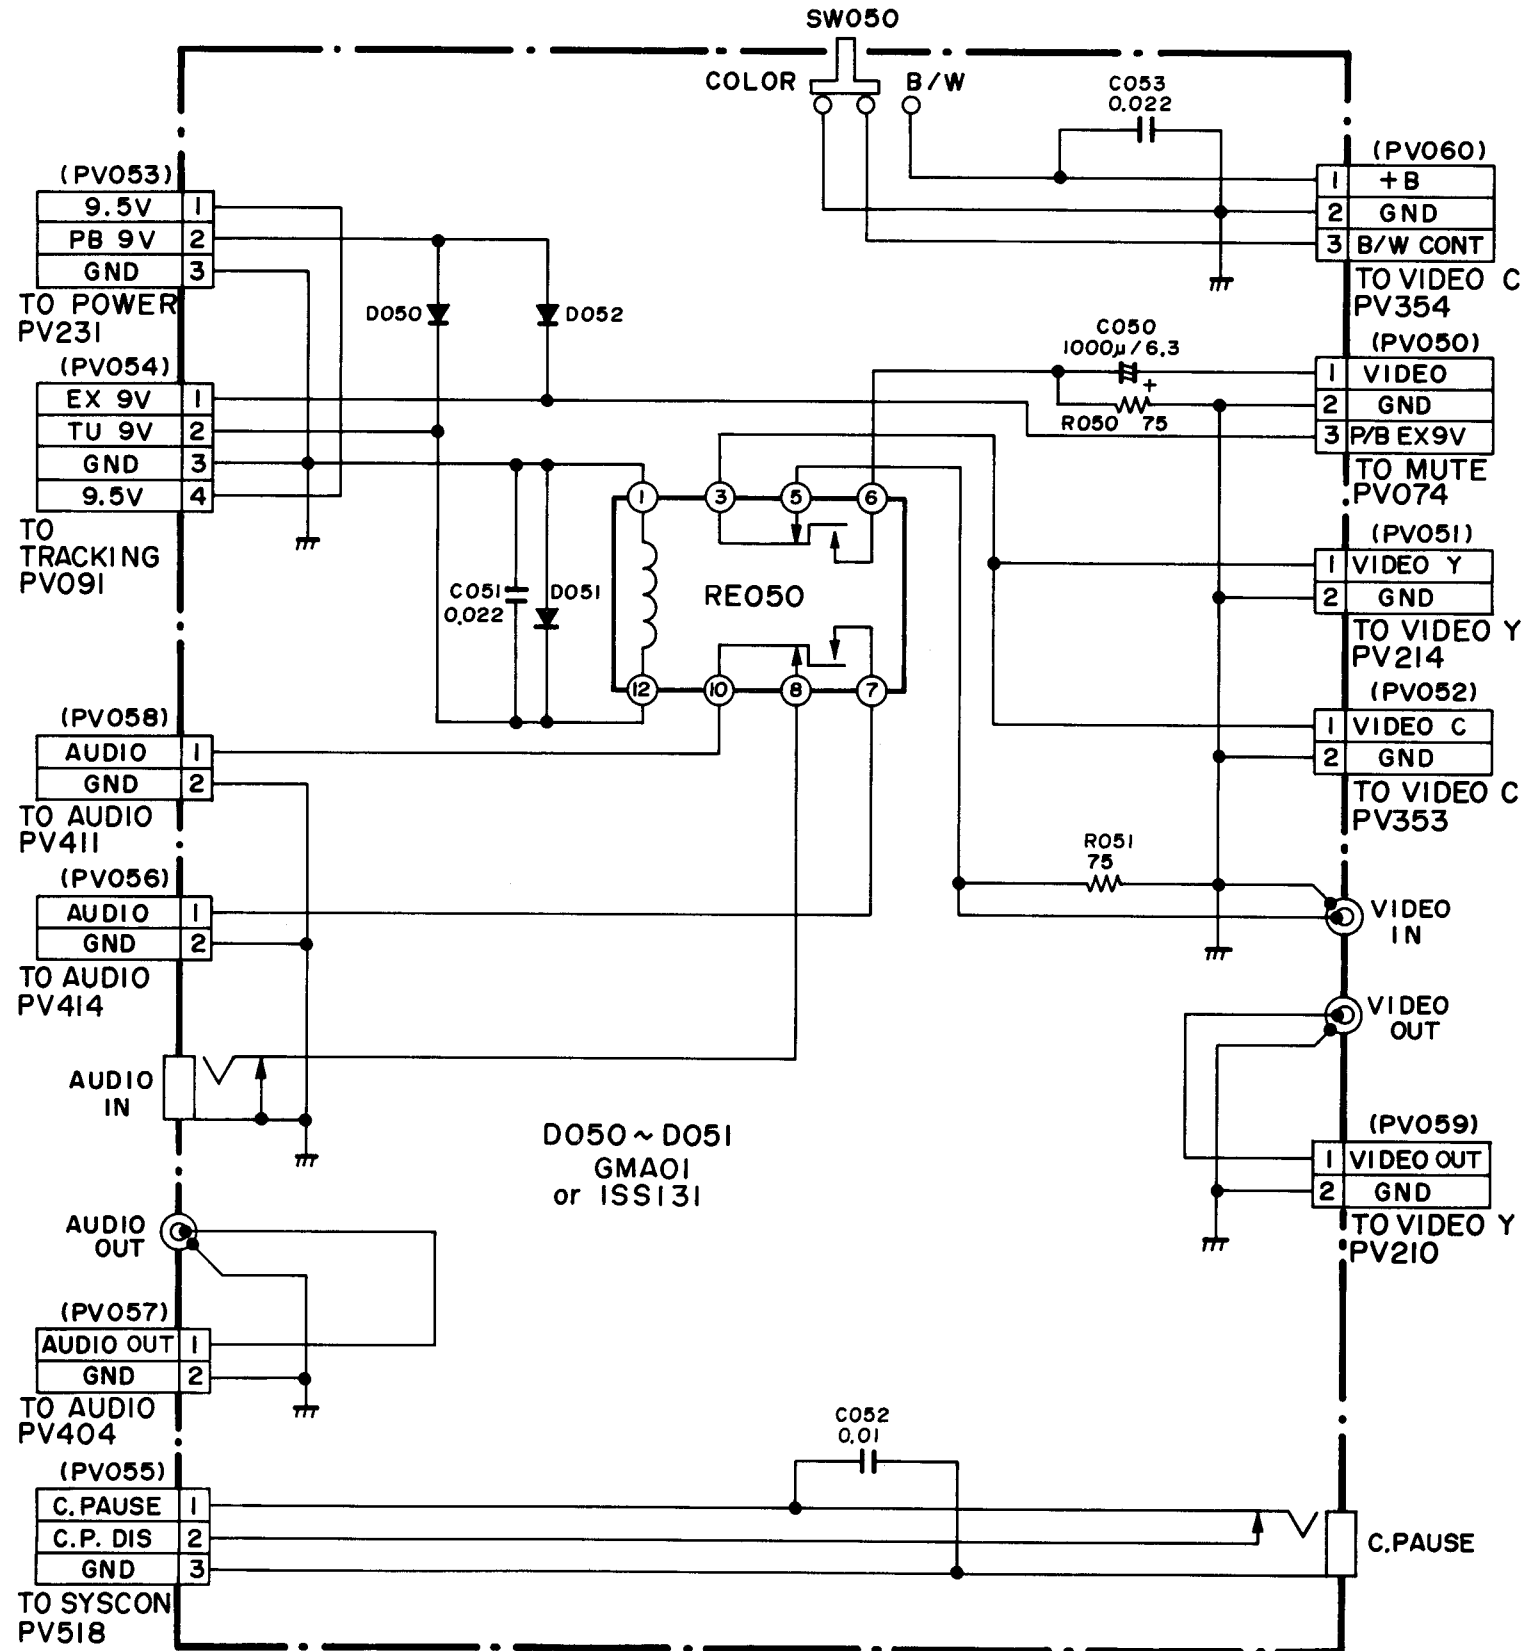 SW050
COLOR B/W
C053
0.022
(PV053)
9.5V 1
PB 9V 2
GND 3
TO POWER
PV231
(PV060)
1 +B
2 GND
3 B/W CONT
TO VIDEO C
PV354
D050
D052
(PV054)
EX 9V 1
TU 9V 2
GND 3
9.5V 4
TO
TRACKING
PV091
C050
1000μ/6.3
+
R050 75
(PV050)
1 VIDEO
2 GND
3 P/B EX9V
TO MUTE
PV074
1 3 5 6
RE050
12 10 8 7
C051
0.022
D051
(PV051)
1 VIDEO Y
2 GND
TO VIDEO Y
PV214
(PV052)
1 VIDEO C
2 GND
TO VIDEO C
PV353
(PV058)
AUDIO 1
GND 2
TO AUDIO
PV411
(PV056)
AUDIO 1
GND 2
TO AUDIO
PV414
R051
75
VIDEO
IN
VIDEO
OUT
AUDIO
IN
D050~D051
GMA01
or ISS131
(PV059)
1 VIDEO OUT
2 GND
TO VIDEO Y
PV210
AUDIO
OUT
(PV057)
AUDIO OUT 1
GND 2
TO AUDIO
PV404
C052
0.01
(PV055)
C.PAUSE 1
C.P. DIS 2
GND 3
TO SYSCON
PV518
C.PAUSE